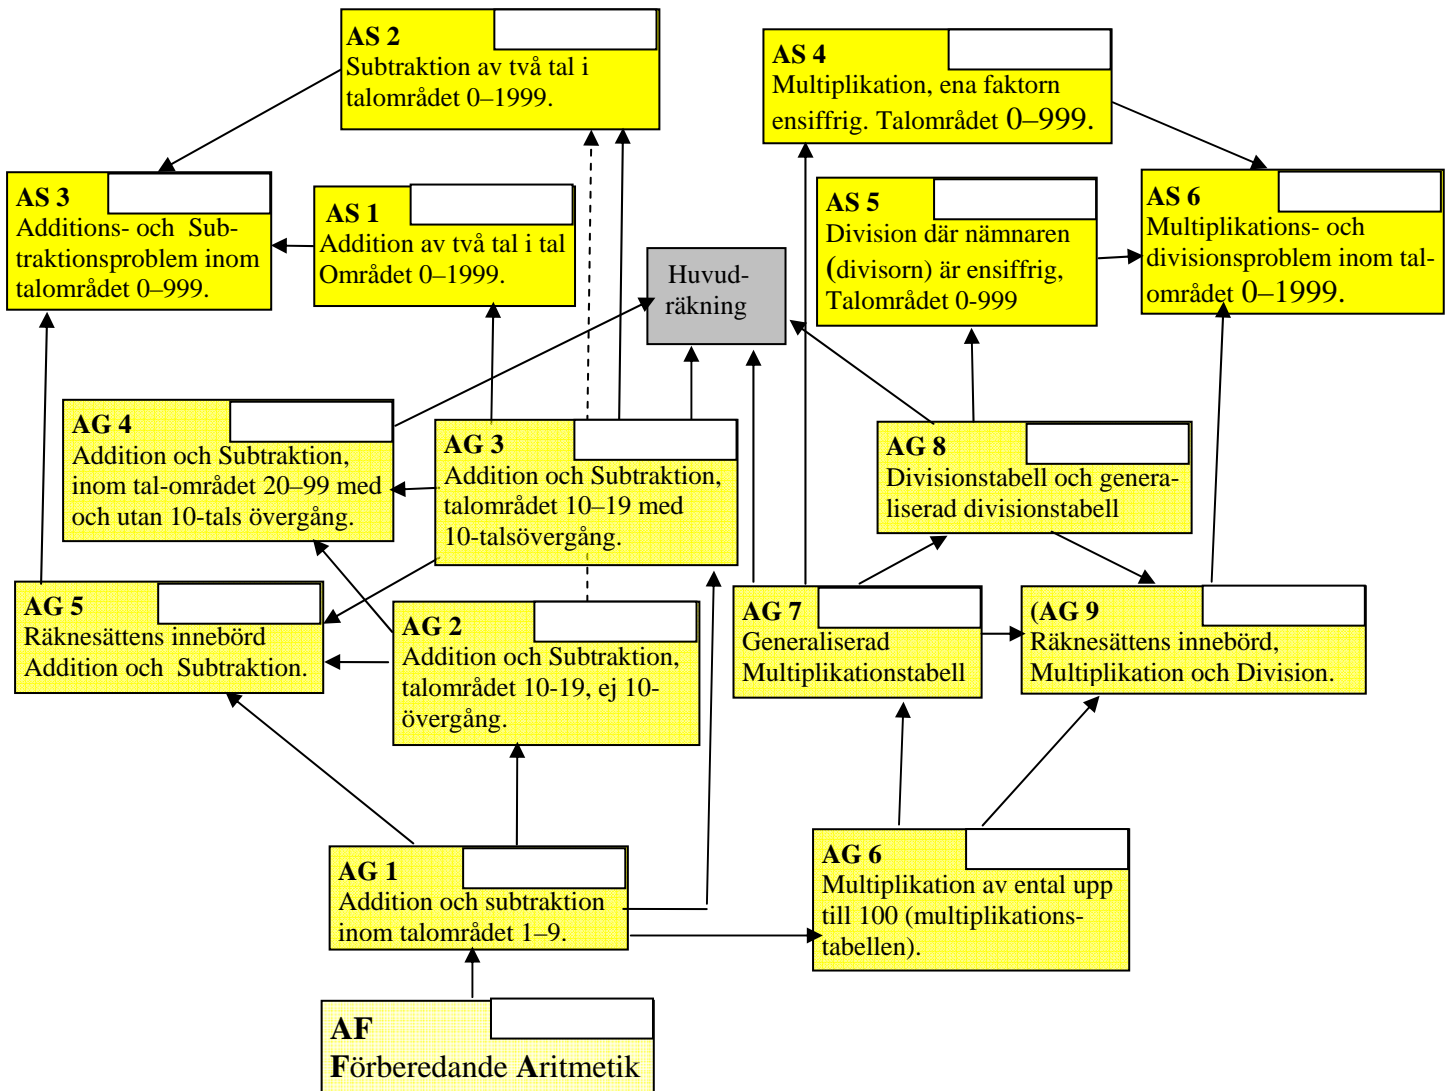 AS 2
Subtraktion av två tal i
talområdet 0–1999.
AS 4
Multiplikation, ena faktorn
ensiffrig. Talområdet 0–999.
AS 3
Additions- och Sub-
traktionsproblem inom
talområdet 0–999.
AS 1
Addition av två tal i tal
Området 0–1999.
Huvud-
räkning
AS 5
Division där nämnaren
(divisorn) är ensiffrig,
Talområdet 0-999
AS 6
Multiplikations- och
divisionsproblem inom tal-
området 0–1999.
AG 4
Addition och Subtraktion,
inom tal-området 20–99 med
och utan 10-tals övergång.
AG 3
Addition och Subtraktion,
talområdet 10–19 med
10-talsövergång.
AG 8
Divisionstabell och genera-
liserad divisionstabell
AG 5
Räknesättens innebörd
Addition och Subtraktion.
AG 2
Addition och Subtraktion,
talområdet 10-19, ej 10-
övergång.
AG 7
Generaliserad
Multiplikationstabell
(AG 9
Räknesättens innebörd,
Multiplikation och Division.
AG 1
Addition och subtraktion
inom talområdet 1–9.
AG 6
Multiplikation av ental upp
till 100 (multiplikations-
tabellen).
AF
Förberedande Aritmetik